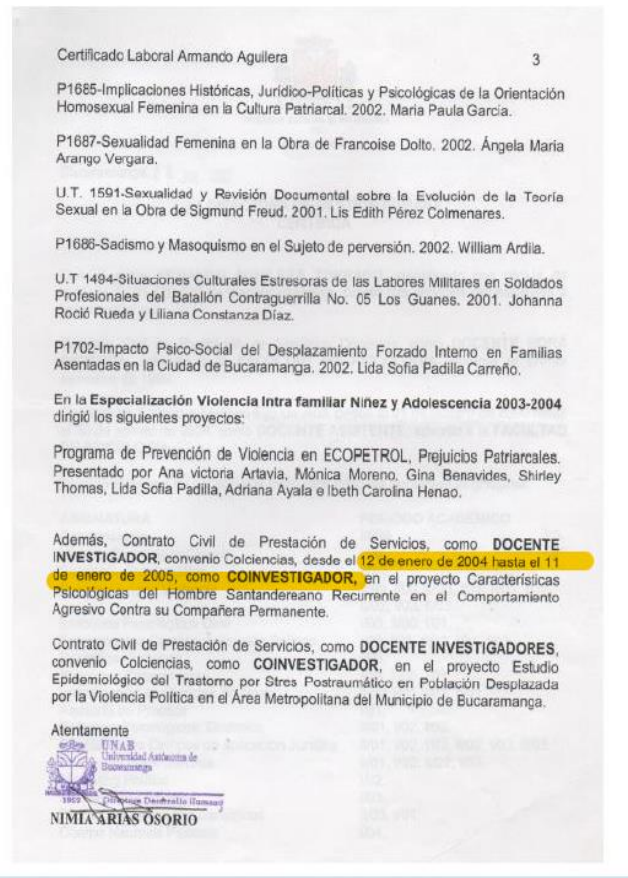 Certificado Laboral Armando Aguilera 3
P1685-Implicaciones Históricas, Jurídico-Políticas y Psicológicas de la Orientación
Homosexual Femenina en la Cultura Patriarcal. 2002. Maria Paula García.
P1687-Sexualidad Femenina en la Obra de Francoise Dolto. 2002. Ángela Maria
Arango Vergara.
U.T. 1591-Sexualidad y Revisión Documental sobre la Evolución de la Teoría
Sexual en la Obra de Sigmund Freud. 2001. Lis Edith Pérez Colmenares.
P1686-Sadismo y Masoquismo en el Sujeto de perversión. 2002. William Ardila.
U.T 1494-Situaciones Culturales Estresoras de las Labores Militares en Soldados
Profesionales del Batallón Contraguerrilla No. 05 Los Guanes. 2001. Johanna
Roció Rueda y Liliana Constanza Díaz.
P1702-Impacto Psico-Social del Desplazamiento Forzado Interno en Familias
Asentadas en la Ciudad de Bucaramanga. 2002. Lida Sofia Padilla Carreño.
En la Especialización Violencia Intra familiar Niñez y Adolescencia 2003-2004
dirigió los siguientes proyectos:
Programa de Prevención de Violencia en ECOPETROL, Prejuicios Patriarcales.
Presentado por Ana victoria Artavia, Mónica Moreno, Gina Benavides, Shirley
Thomas, Lida Sofia Padilla, Adriana Ayala e Ibeth Carolina Henao.
Además, Contrato Civil de Prestación de Servicios, como DOCENTE
INVESTIGADOR, convenio Colciencias, desde el 12 de enero de 2004 hasta el 11
de enero de 2005, como COINVESTIGADOR, en el proyecto Características
Psicológicas del Hombre Santandereano Recurrente en el Comportamiento
Agresivo Contra su Compañera Permanente.
Contrato Civil de Prestación de Servicios, como DOCENTE INVESTIGADORES,
convenio Colciencias, como COINVESTIGADOR, en el proyecto Estudio
Epidemiológico del Trastorno por Stres Postraumático en Población Desplazada
por la Violencia Política en el Área Metropolitana del Municipio de Bucaramanga.
Atentamente
UNAB
Universidad Autónoma de
Bucaramanga
Desarrollo Humano
NIMIA ARIAS OSORIO